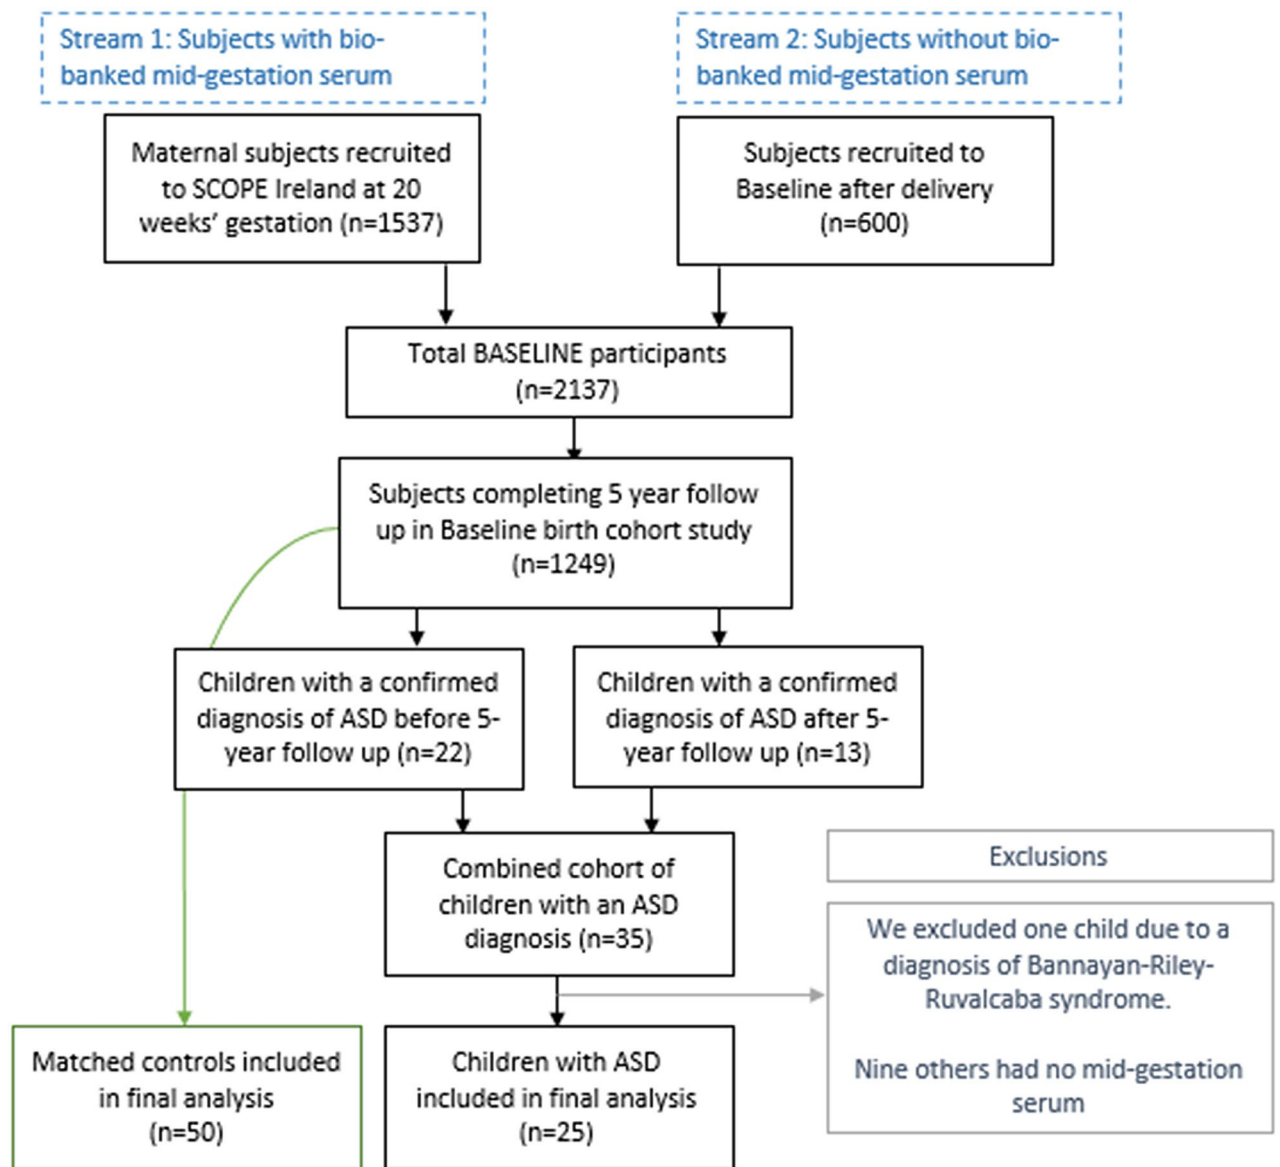 Stream 1: Subjects with bio-
banked mid-gestation serum
Stream 2: Subjects without bio-
banked mid-gestation serum
Maternal subjects recruited
to SCOPE Ireland at 20
weeks’ gestation (n=1537)
Subjects recruited to
Baseline after delivery
(n=600)
Total BASELINE participants
(n=2137)
Subjects completing 5 year follow
up in Baseline birth cohort study
(n=1249)
Children with a confirmed
diagnosis of ASD before 5-
year follow up (n=22)
Children with a confirmed
diagnosis of ASD after 5-
year follow up (n=13)
Combined cohort of
children with an ASD
diagnosis (n=35)
Exclusions
We excluded one child due to a
diagnosis of Bannayan-Riley-
Ruvalcaba syndrome.
Nine others had no mid-gestation
serum
Matched controls included
in final analysis
(n=50)
Children with ASD
included in final analysis
(n=25)